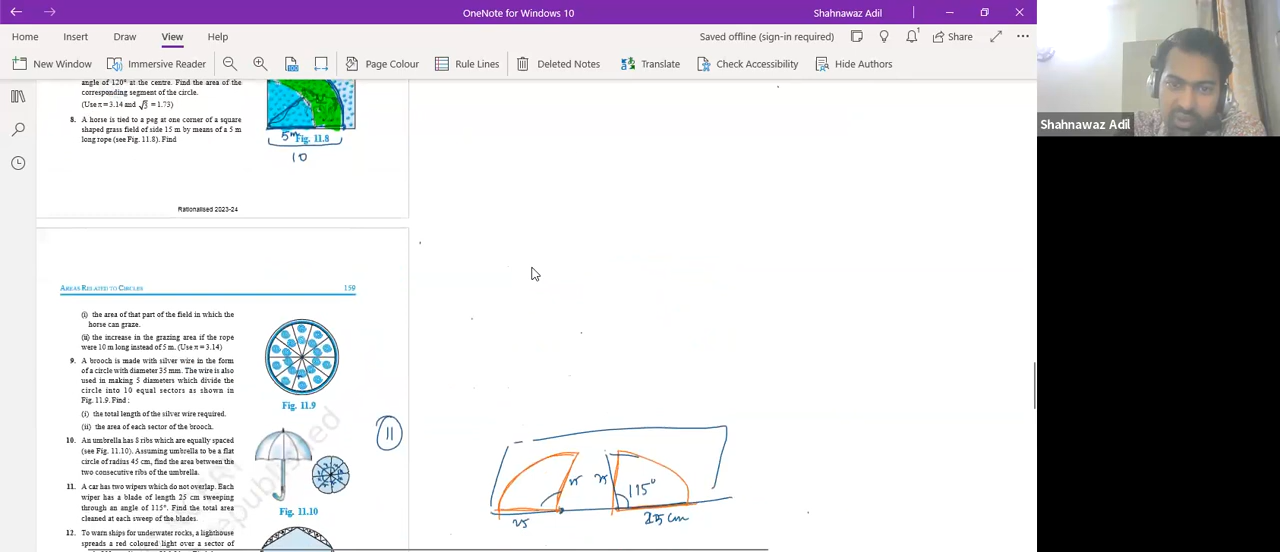 OneNote for Windows 10
Shahnawaz Adil
Home Insert Draw View Help
Saved offline (sign-in required) Share
New Window Immersive Reader Page Colour Rule Lines Deleted Notes Translate Check Accessibility Hide Authors
Shahnawaz Adil
angle of 120° at the centre. Find the area of the
corresponding segment of the circle.
(Use π = 3.14 and √3 = 1.73)
8. A horse is tied to a peg at one corner of a square
shaped grass field of side 15 m by means of a 5 m
long rope (see Fig. 11.8). Find
5m
Fig. 11.8
10
Rationalised 2023-24
AREAS RELATED TO CIRCLES 159
(i) the area of that part of the field in which the
horse can graze.
(ii) the increase in the grazing area if the rope
were 10 m long instead of 5 m. (Use π = 3.14)
9. A brooch is made with silver wire in the form
of a circle with diameter 35 mm. The wire is also
used in making 5 diameters which divide the
circle into 10 equal sectors as shown in
Fig. 11.9. Find :
(i) the total length of the silver wire required.
(ii) the area of each sector of the brooch.
Fig. 11.9
11
10. An umbrella has 8 ribs which are equally spaced
(see Fig. 11.10). Assuming umbrella to be a flat
circle of radius 45 cm, find the area between the
two consecutive ribs of the umbrella.
Fig. 11.10
11. A car has two wipers which do not overlap. Each
wiper has a blade of length 25 cm sweeping
through an angle of 115°. Find the total area
cleaned at each sweep of the blades.
12. To warn ships for underwater rocks, a lighthouse
spreads a red coloured light over a sector of
115°
25 cm